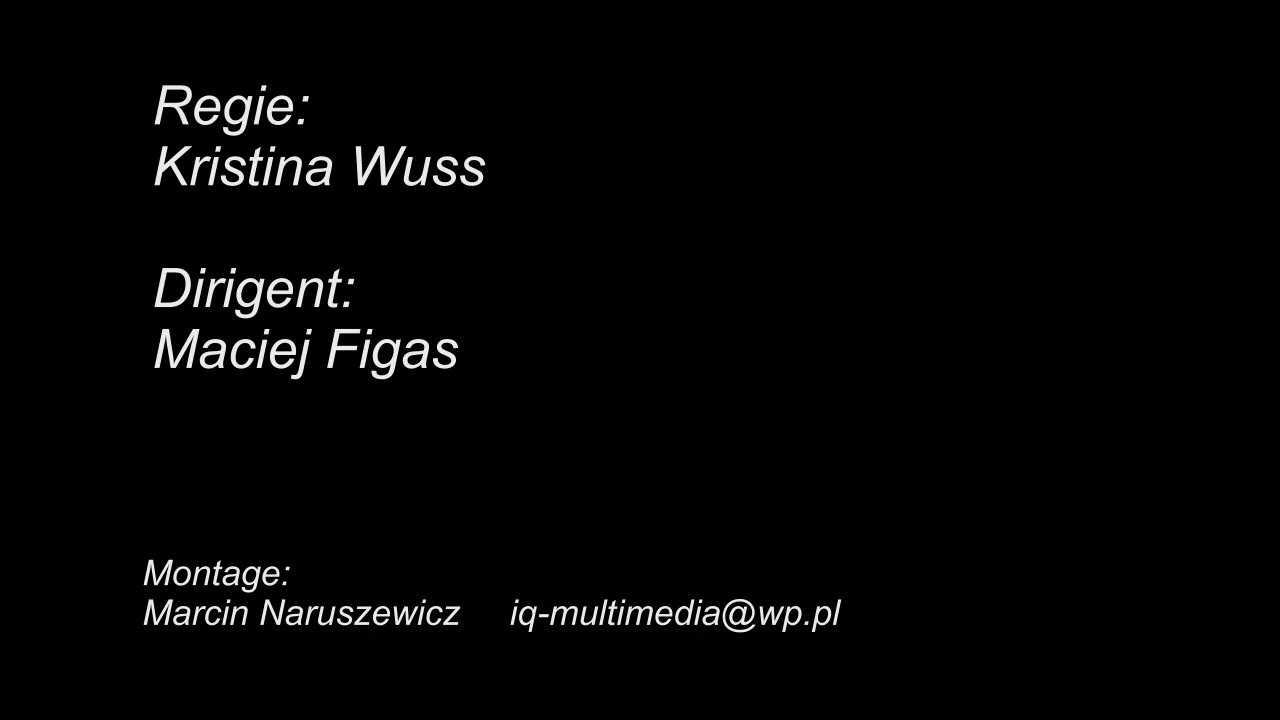 Regie:
Kristina Wuss
Dirigent:
Maciej Figas
Montage:
Marcin Naruszewicz iq-multimedia@wp.pl